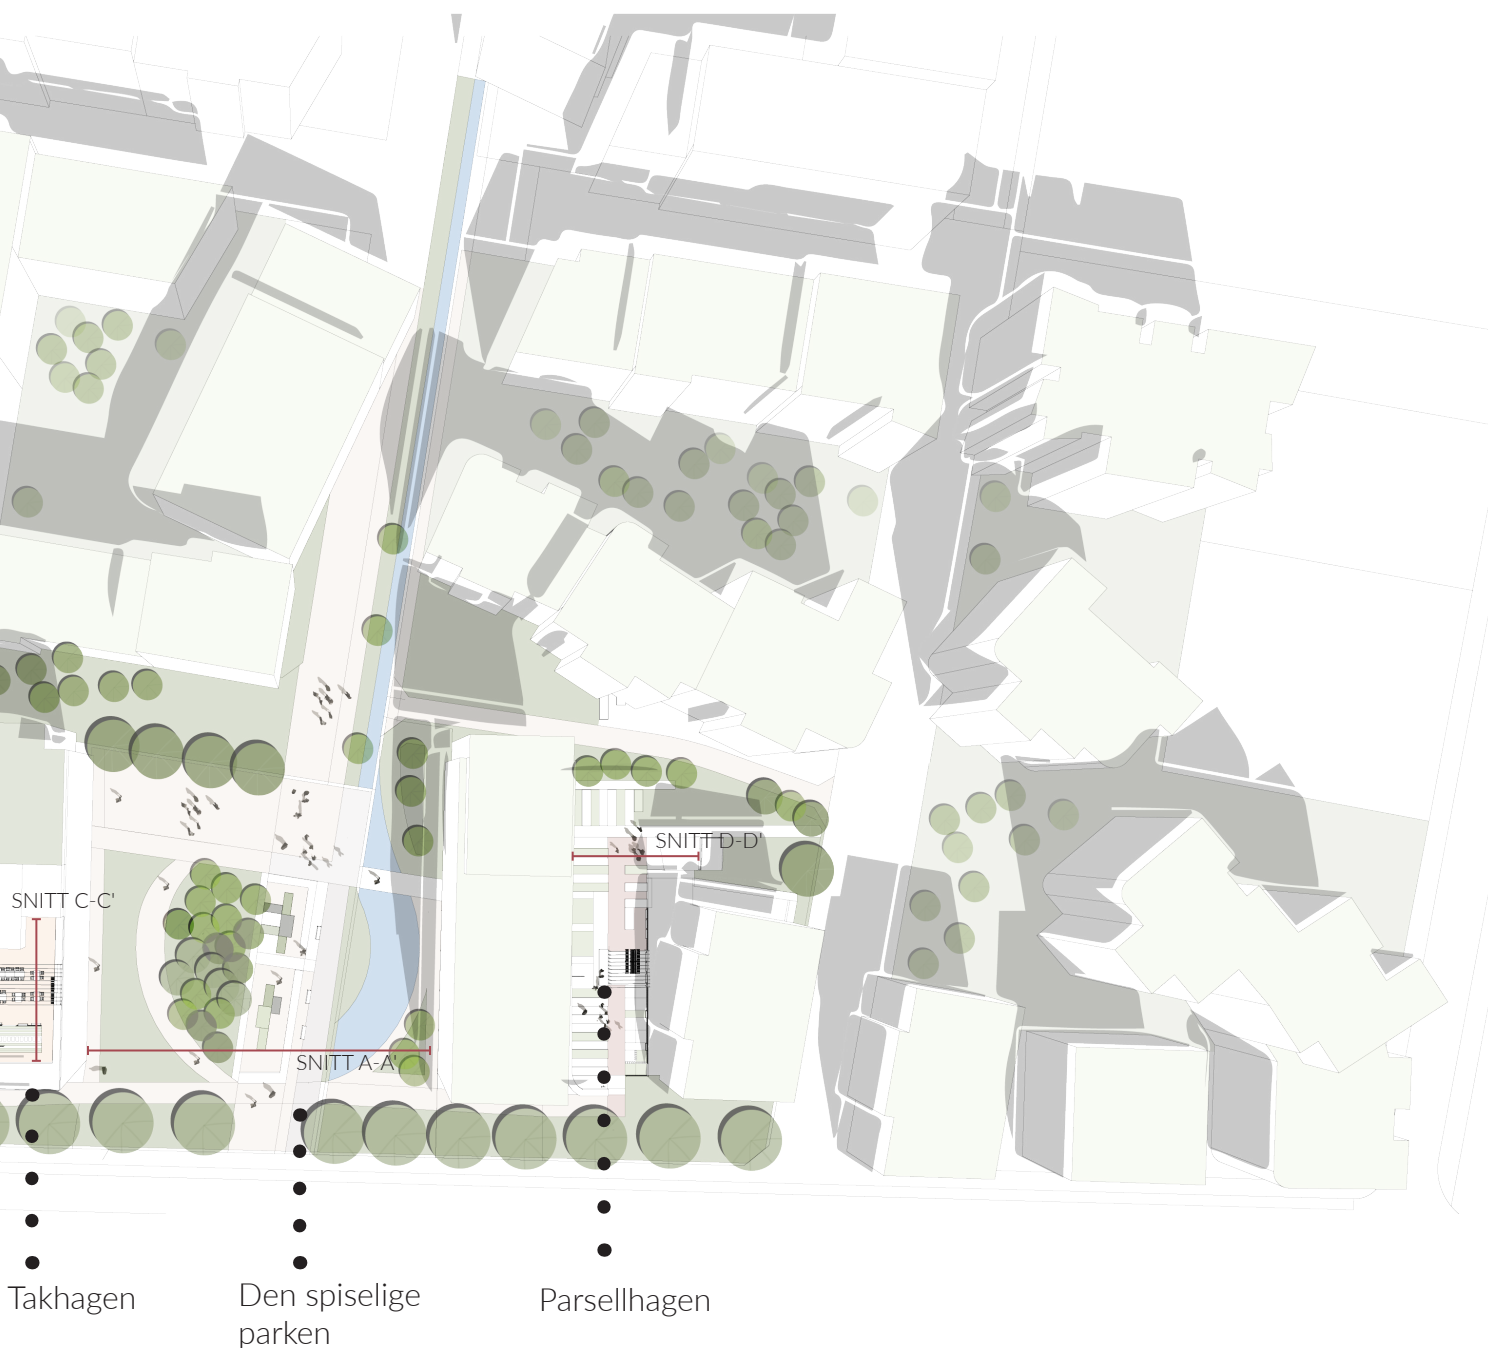 SNITT D-D'
SNITT C-C'
SNITT A-A'
Takhagen
Den spiselige
parken
Parsellhagen